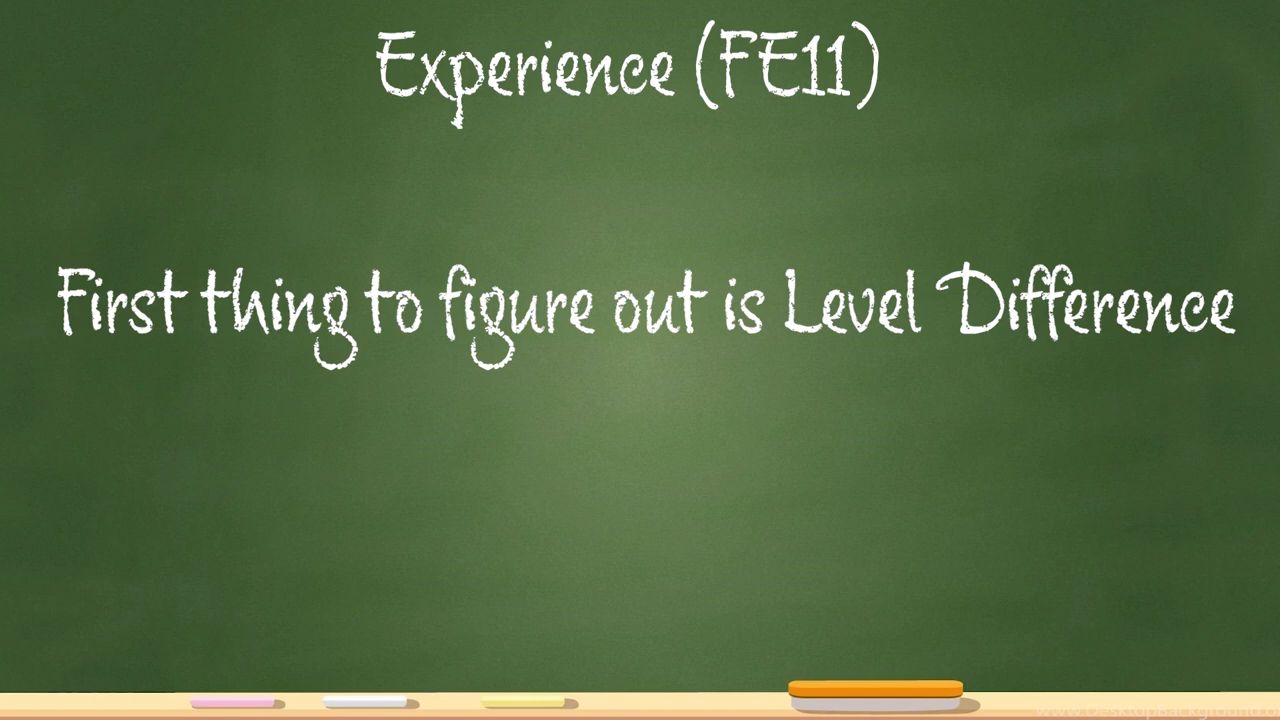 Experience (FE11)
First thing to figure out is Level Difference